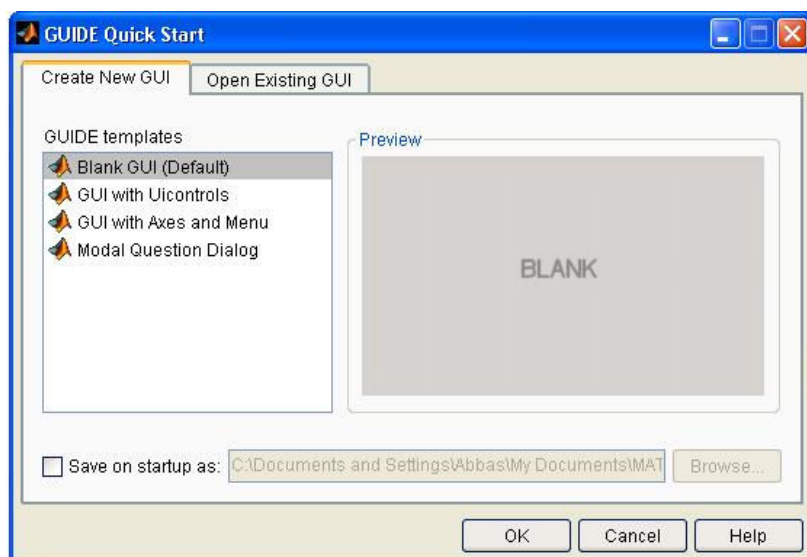 GUIDE Quick Start
Create New GUI
Open Existing GUI
GUIDE templates
Blank GUI (Default)
GUI with Uicontrols
GUI with Axes and Menu
Modal Question Dialog
Preview
BLANK
Save on startup as:
C:\Documents and Settings\Abbas\My Documents\MAT
Browse...
OK
Cancel
Help